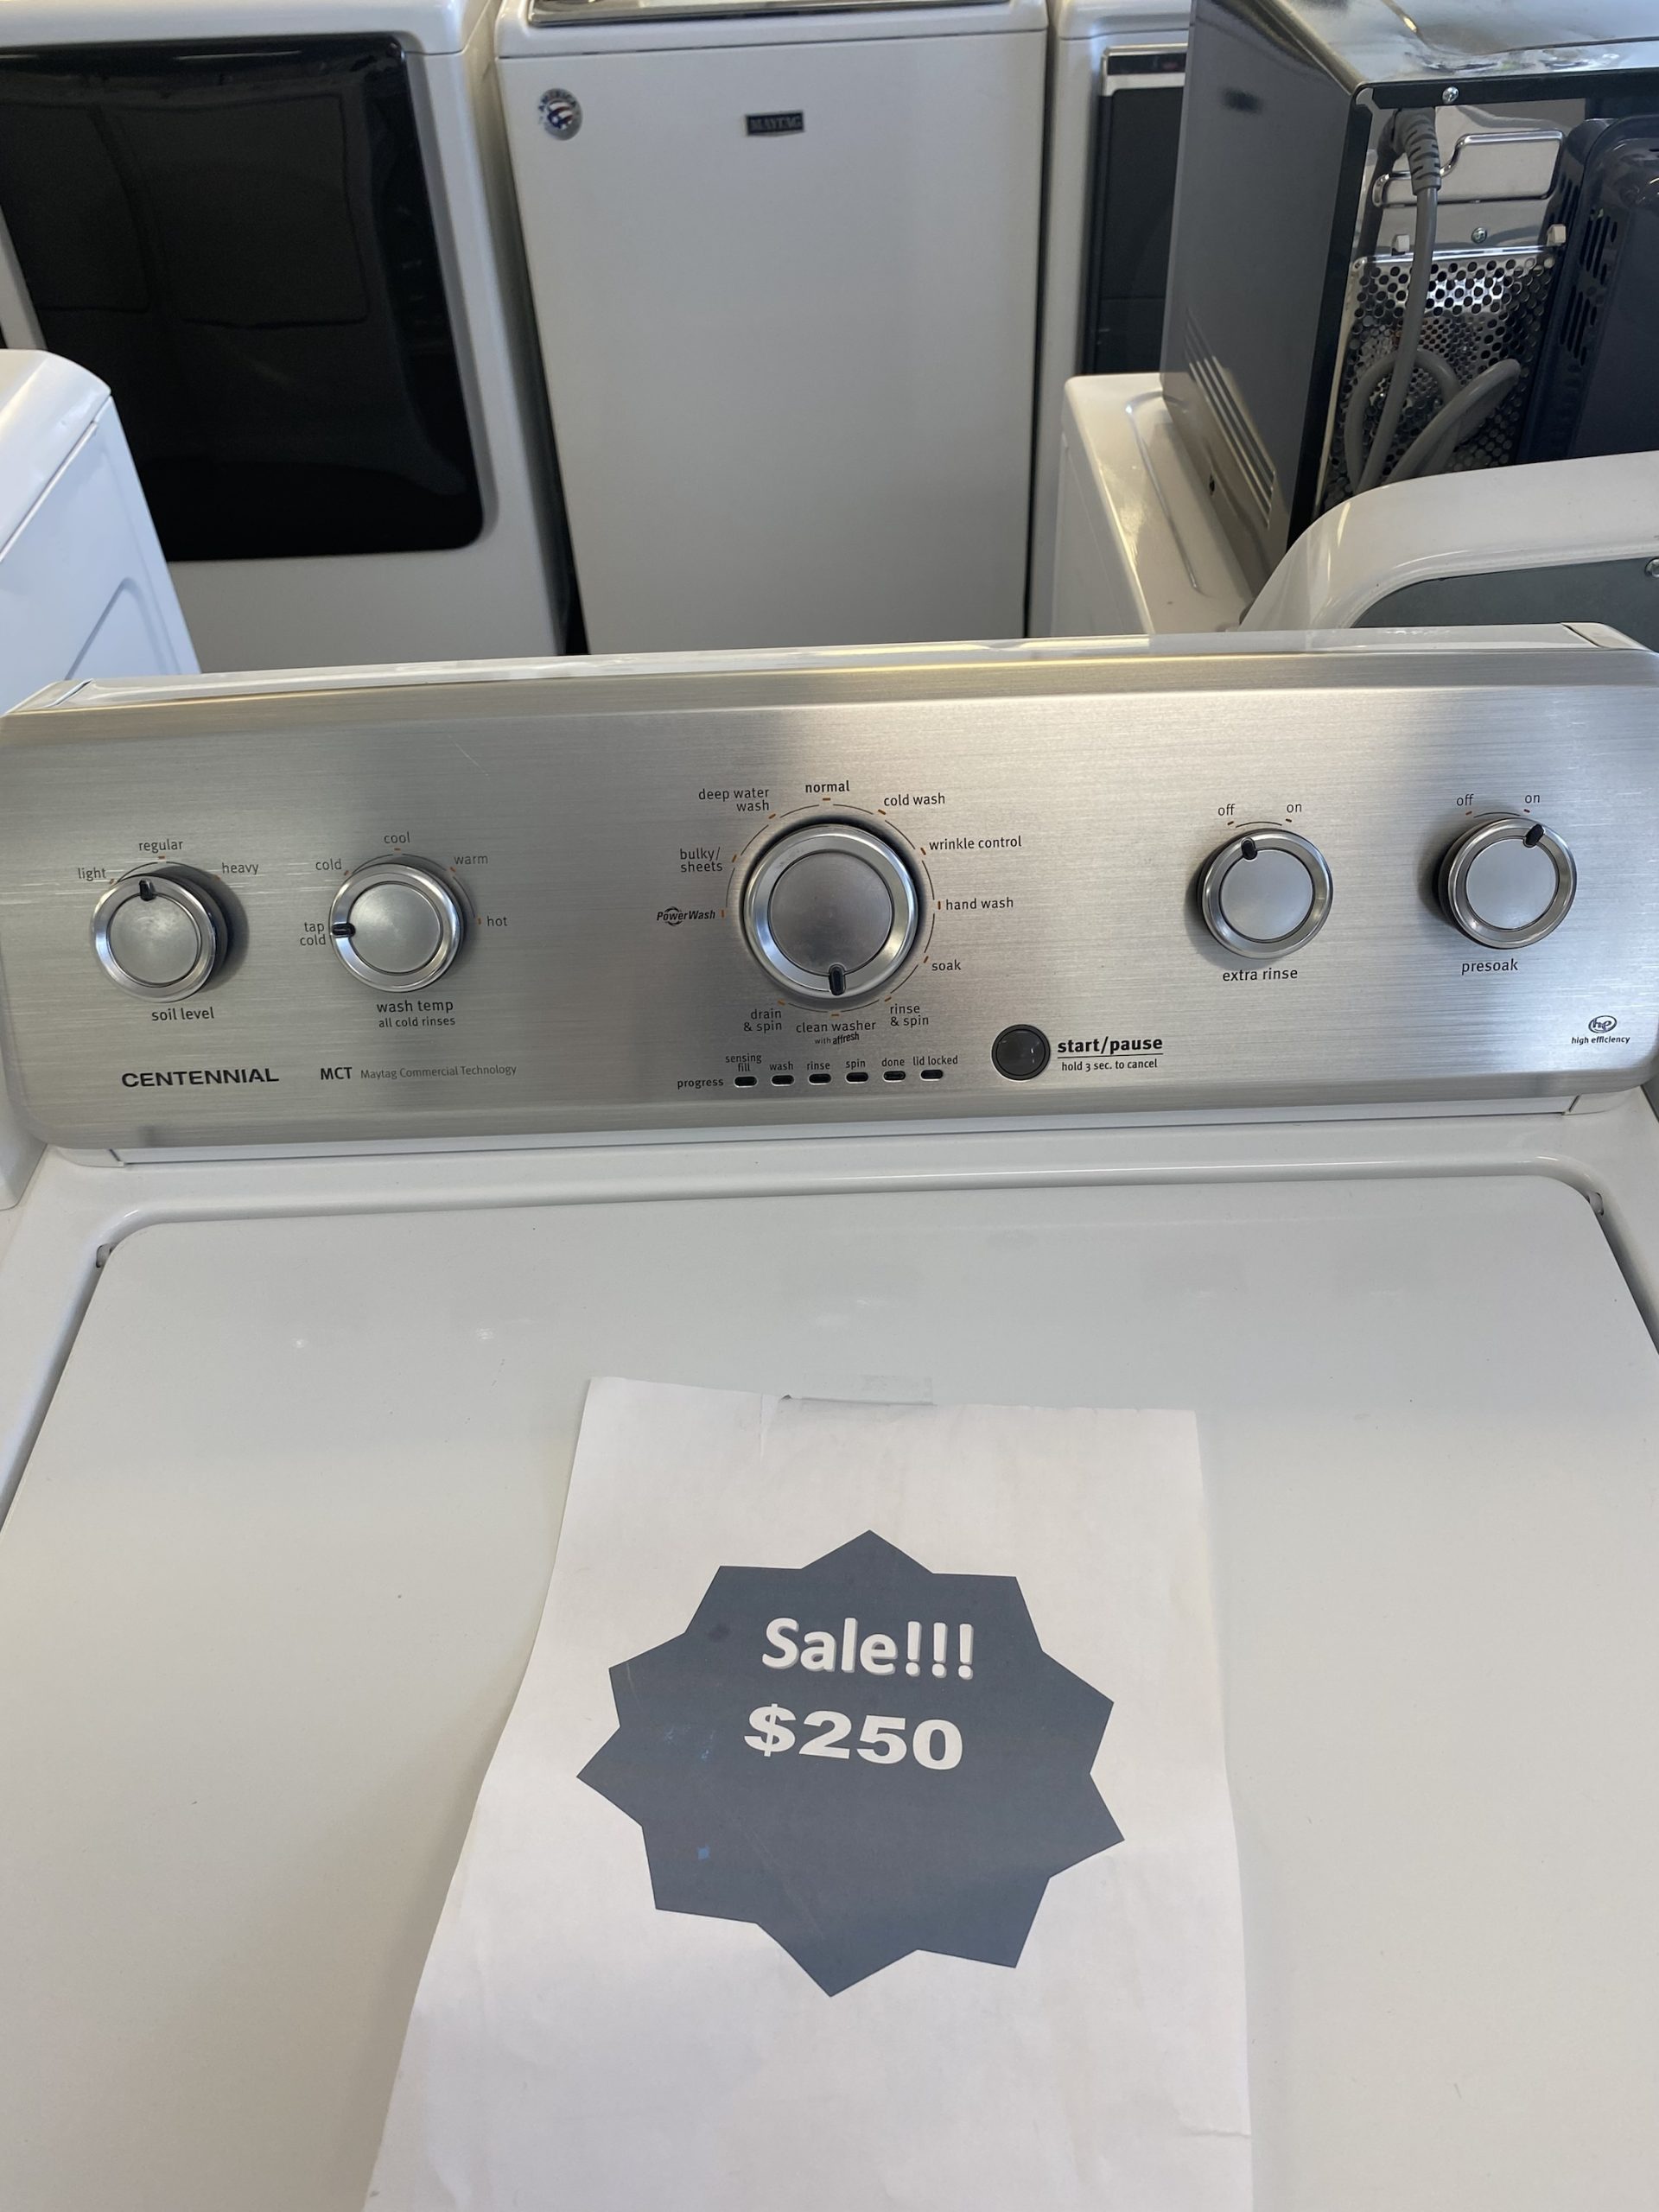 AMERICA
MAYTAG
regular
light
heavy
soil level
cool
cold
warm
tap
cold
hot
wash temp
all cold rinses
CENTENNIAL
MCT Maytag Commercial Technology
normal
deep water
wash
cold wash
bulky/
sheets
wrinkle control
PowerWash
hand wash
soak
drain
& spin
clean washer
with affresh
rinse
& spin
progress
sensing
fill
wash
rinse
spin
done
lid locked
start/pause
hold 3 sec. to cancel
off
on
extra rinse
off
on
presoak
he
high efficiency
Sale!!!
$250